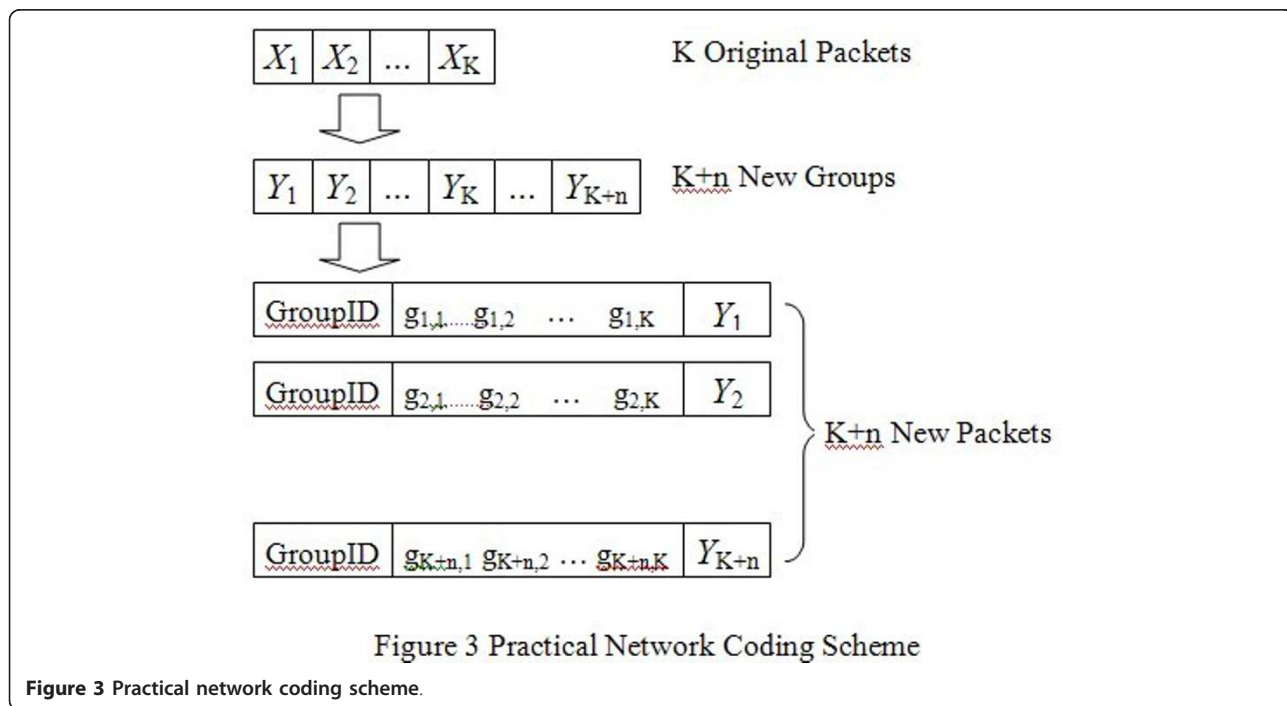 X1 X2 ... XK K Original Packets
Y1 Y2 ... YK ... YK+n K+n New Groups
GroupID g1,1 g1,2 ... g1,K Y1
GroupID g2,1 g2,2 ... g2,K Y2
K+n New Packets
GroupID gK+n,1 gK+n,2 ... gK+n,K YK+n
Figure 3 Practical Network Coding Scheme
Figure 3 Practical network coding scheme.